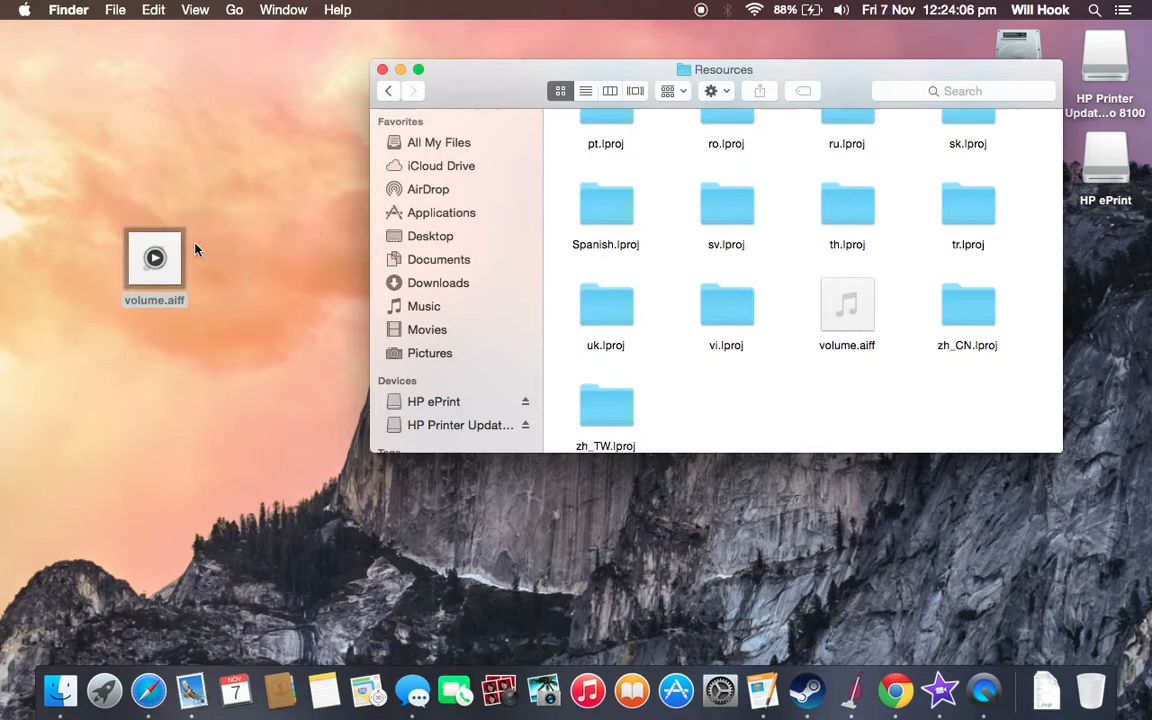 Finder File Edit View Go Window Help 88% Fri 7 Nov 12:24:06 pm Will Hook
Resources
Search
HP Printer
Updat...o 8100
HP ePrint
volume.aiff
Favorites
All My Files
iCloud Drive
AirDrop
Applications
Desktop
Documents
Downloads
Music
Movies
Pictures
Devices
HP ePrint
HP Printer Updat...
pt.lproj ro.lproj ru.lproj sk.lproj
Spanish.lproj sv.lproj th.lproj tr.lproj
uk.lproj vi.lproj volume.aiff zh_CN.lproj
zh_TW.lproj
NOV
7
PHP